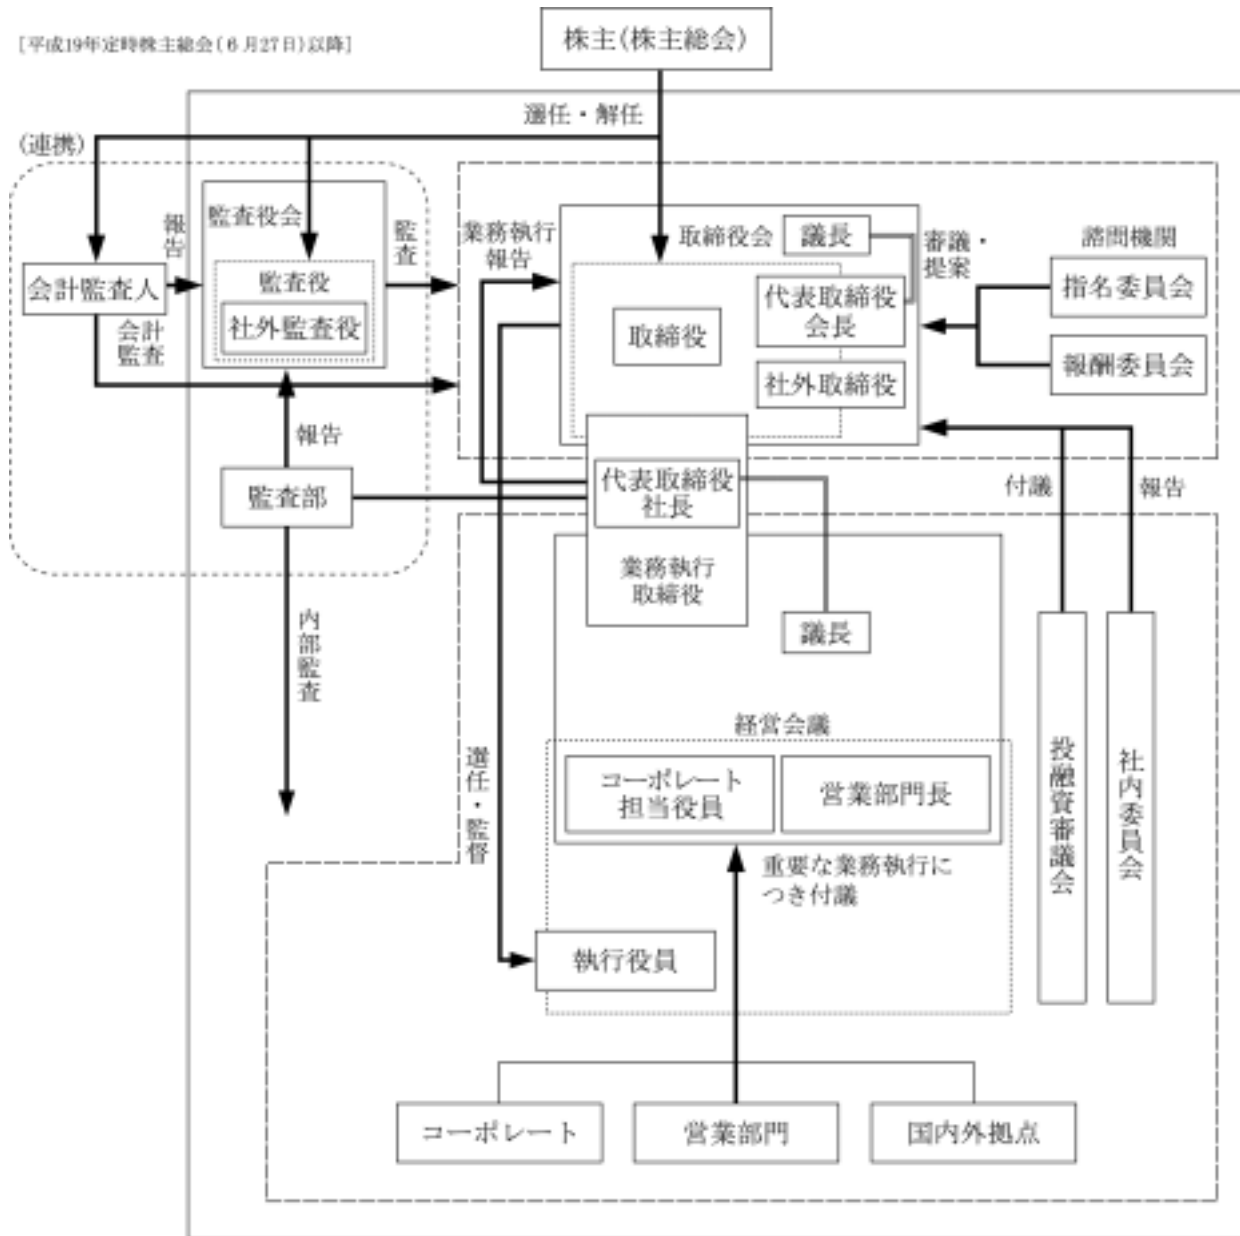 [平成19年定時株主総会(6月27日)以降]
株主(株主総会)
選任・解任
(連携)
監査役会
報告
監査
会計監査人
監査役
社外監査役
会計
監査
業務執行
報告
取締役会
議長
代表取締役
会長
取締役
社外取締役
審議・
提案
諮問機関
指名委員会
報酬委員会
報告
監査部
代表取締役
社長
業務執行
取締役
議長
付議
報告
内部監査
選任・監督
経営会議
コーポレート
担当役員
営業部門長
重要な業務執行に
つき付議
執行役員
投融資審議会
社内委員会
コーポレート
営業部門
国内外拠点